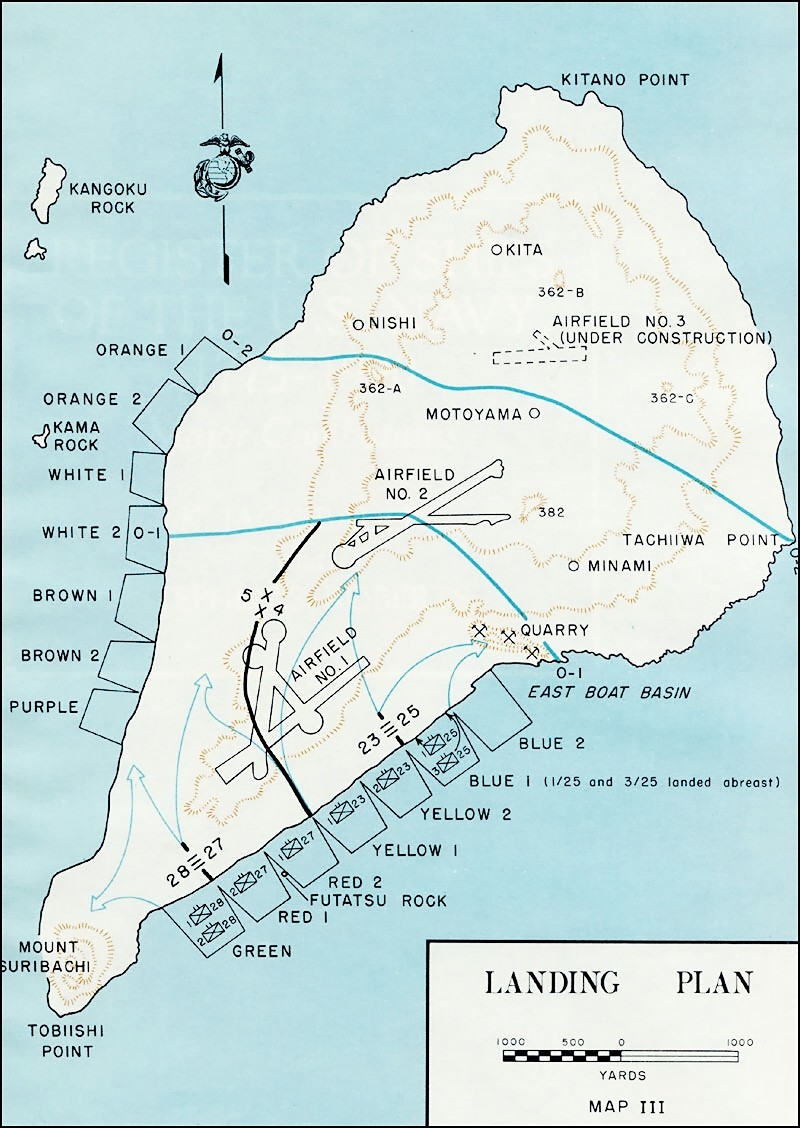 KITANO POINT
KANGOKU
ROCK
KITA
362-B
NISHI
AIRFIELD NO.3
(UNDER CONSTRUCTION)
O-2
ORANGE 1
362-A
362-C
ORANGE 2
MOTOYAMA
KAMA
ROCK
WHITE 1
AIRFIELD
NO. 2
382
WHITE 2
O-1
TACHIIWA POINT
O-2
MINAMI
BROWN 1
5 XX 4
QUARRY
BROWN 2
AIRFIELD
NO. 1
O-1
EAST BOAT BASIN
PURPLE
23 25
BLUE 2
1 25
3 25
BLUE 1 (1/25 and 3/25 landed abreast)
2 23
YELLOW 2
1 23
YELLOW 1
1 27
28 27
RED 2
2 27
FUTATSU ROCK
RED 1
1 28
2 28
GREEN
MOUNT
SURIBACHI
TOBIISHI
POINT
LANDING PLAN
1000 500 0 1000
YARDS
MAP III